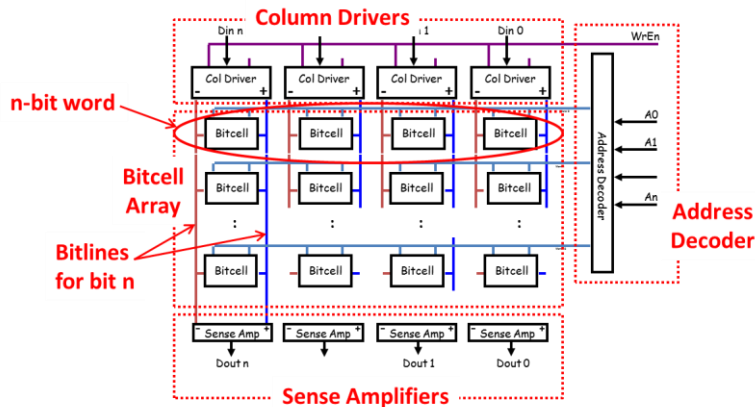 Column Drivers
Din n
1
Din 0
WrEn
Col Driver Col Driver Col Driver Col Driver
- + - + - + - +
n-bit word
Bitcell Bitcell Bitcell Bitcell
A0
A1
An
Address Decoder
Bitcell
Array
Bitcell Bitcell Bitcell Bitcell
Address
Decoder
: : : :
Bitlines
for bit n
Bitcell Bitcell Bitcell Bitcell
- Sense Amp + - Sense Amp + - Sense Amp + - Sense Amp +
Dout n
Dout 1
Dout 0
Sense Amplifiers